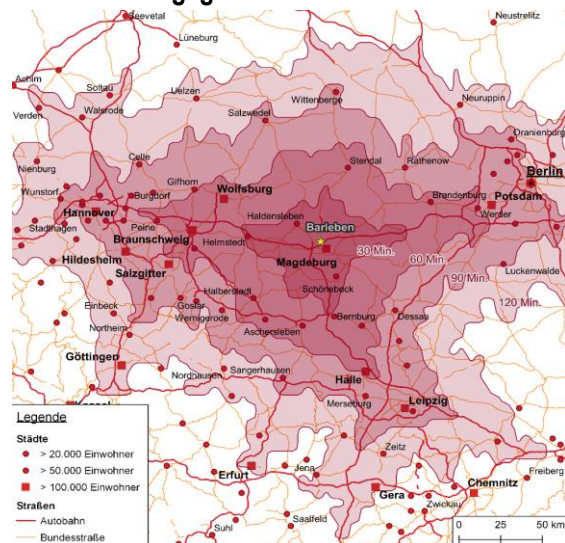 Seevetal
Neustrelitz
Lüneburg
Achim
Soltau
Uelzen
Wittenberge
Neuruppin
Verden
Walsrode
Salzwedel
Oranienburg
Nienburg
Celle
Stendal
Rathenow
Berlin
Wunstorf
Burgdorf
Gifhorn
Wolfsburg
Brandenburg
Potsdam
Hannover
Haldensleben
Barleben
Werder
Stadthagen
Peine
Braunschweig
Helmstedt
Magdeburg
30 Min.
60 Min.
90 Min.
120 Min.
Hildesheim
Salzgitter
Schönebeck
Luckenwalde
Halberstadt
Einbeck
Goslar
Wernigerode
Bernburg
Dessau
Northeim
Aschersleben
Göttingen
Nordhausen
Sangerhausen
Halle
Merseburg
Leipzig
Kassel
Zeitz
Erfurt
Jena
Gera
Chemnitz
Freiberg
Zwickau
Suhl
Saalfeld
Legende
Städte
> 20.000 Einwohner
> 50.000 Einwohner
> 100.000 Einwohner
Straßen
Autobahn
Bundesstraße
0 25 50 km